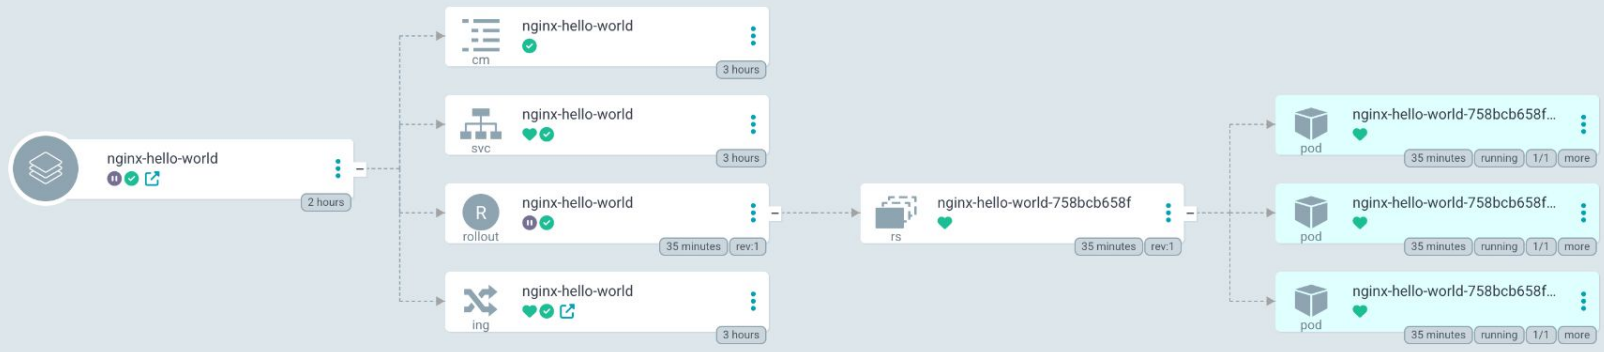 nginx-hello-world
2 hours
nginx-hello-world
cm
3 hours
nginx-hello-world
svc
3 hours
R
nginx-hello-world
rollout
35 minutes rev:1
nginx-hello-world
ing
3 hours
nginx-hello-world-758bcb658f
rs
35 minutes rev:1
nginx-hello-world-758bcb658f...
pod
35 minutes running 1/1 more
nginx-hello-world-758bcb658f...
pod
35 minutes running 1/1 more
nginx-hello-world-758bcb658f...
pod
35 minutes running 1/1 more